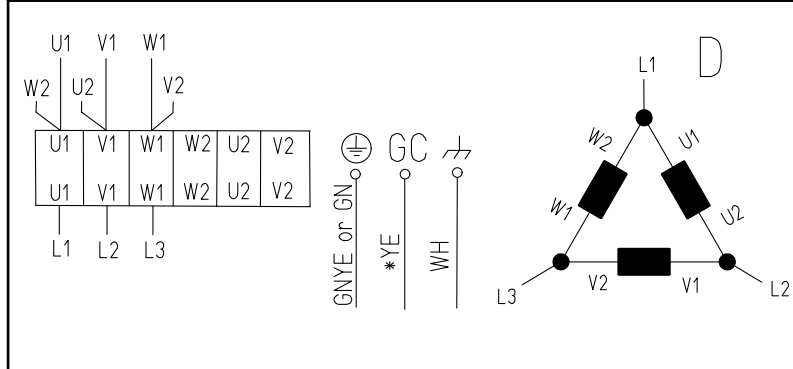 U1 V1 W1
W2 U2 V2
U1 V1 W1 W2 U2 V2
U1 V1 W1 W2 U2 V2
L1 L2 L3
GC
GNYE or GN
*YE
WH
D
L1
W2 U1
W1 U2
V2 V1
L3 L2